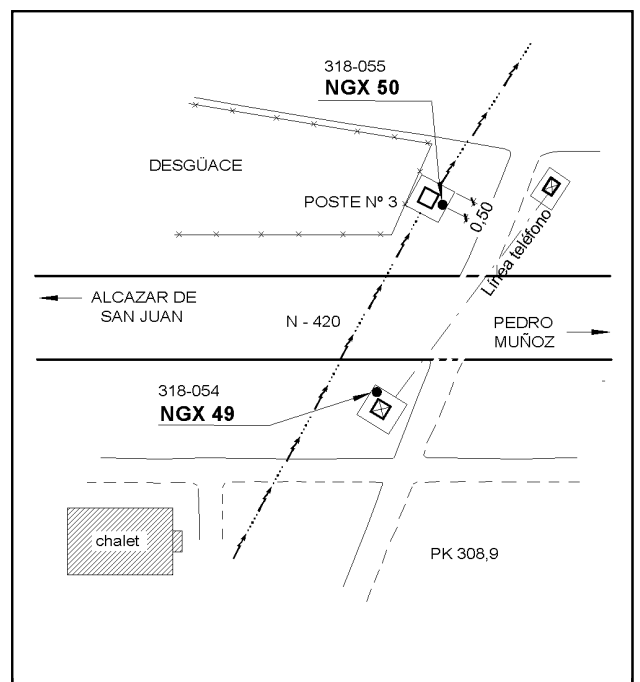 318-055
NGX 50
DESGÜACE
POSTE Nº 3
0,50
Línea teléfono
ALCAZAR DE
SAN JUAN
N - 420
PEDRO
MUÑOZ
318-054
NGX 49
chalet
PK 308,9